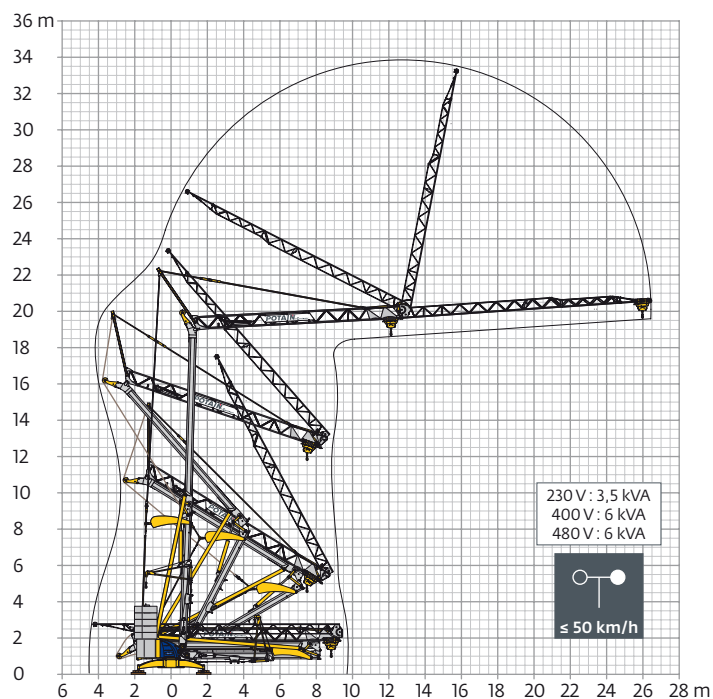 36 m
34
32
30
28
26
24
22
20
18
16
14
12
10
8
6
4
2
0
POTAIN
POTAIN
230 V : 3,5 kVA
400 V : 6 kVA
480 V : 6 kVA
≤ 50 km/h
6 4 2 0 2 4 6 8 10 12 14 16 18 20 22 24 26 28 m